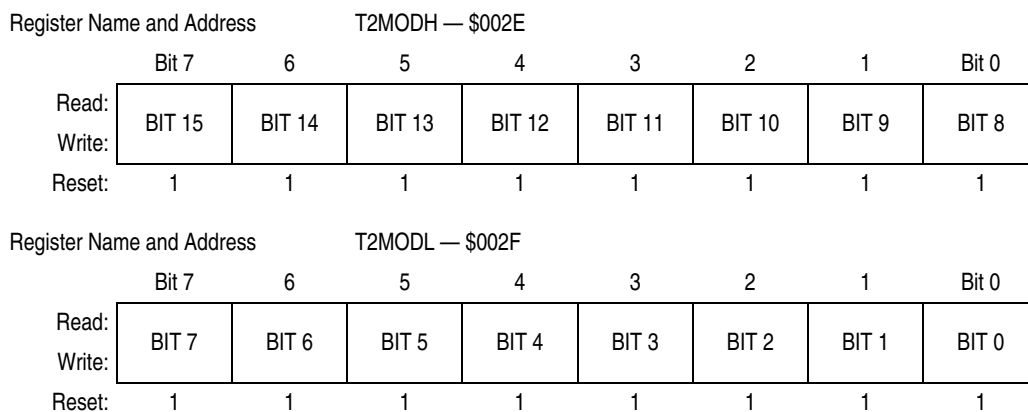 Register Name and Address T2MODH — $002E
Bit 7 6 5 4 3 2 1 Bit 0
Read:
BIT 15 BIT 14 BIT 13 BIT 12 BIT 11 BIT 10 BIT 9 BIT 8
Write:
Reset: 1 1 1 1 1 1 1 1
Register Name and Address T2MODL — $002F
Bit 7 6 5 4 3 2 1 Bit 0
Read:
BIT 7 BIT 6 BIT 5 BIT 4 BIT 3 BIT 2 BIT 1 BIT 0
Write:
Reset: 1 1 1 1 1 1 1 1